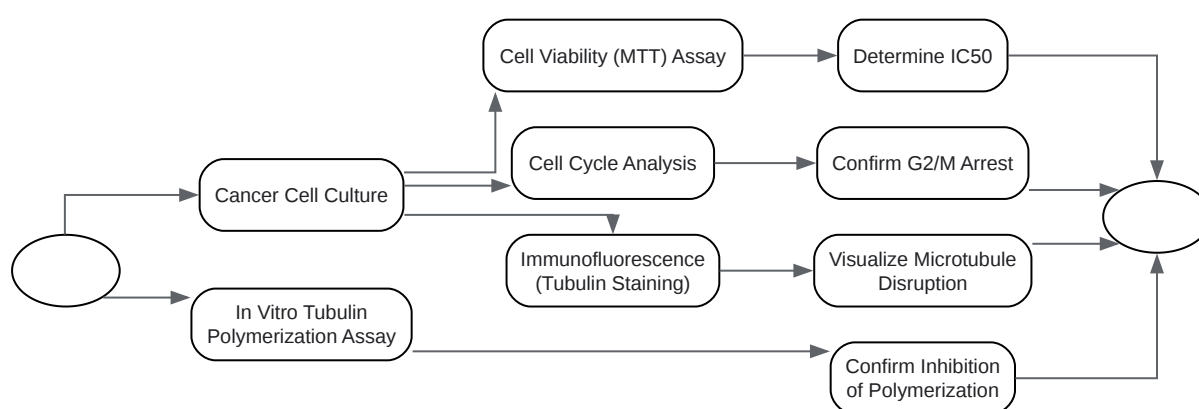 Cell Viability (MTT) Assay
Determine IC50
Cell Cycle Analysis
Confirm G2/M Arrest
Cancer Cell Culture
Immunofluorescence
(Tubulin Staining)
Visualize Microtubule
Disruption
In Vitro Tubulin
Polymerization Assay
Confirm Inhibition
of Polymerization